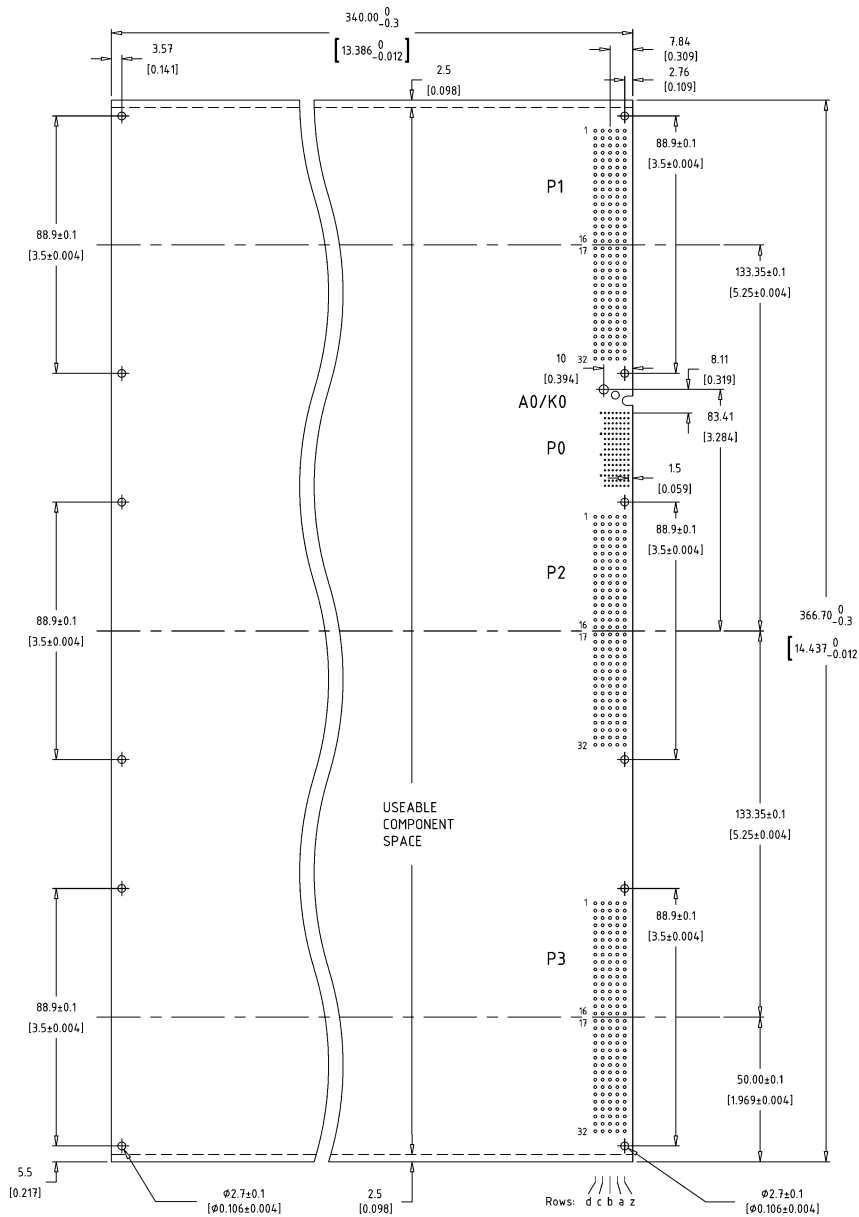 340.00 0 -0.3
[13.386 0 -0.012]
3.57
[0.141]
2.5
[0.098]
7.84
[0.309]
2.76
[0.109]
1
88.9±0.1
[3.5±0.004]
P1
88.9±0.1
[3.5±0.004]
16
17
133.35±0.1
[5.25±0.004]
32
10
[0.394]
8.11
[0.319]
A0/K0
83.41
[3.284]
P0
1.5
[0.059]
1
88.9±0.1
[3.5±0.004]
P2
88.9±0.1
[3.5±0.004]
16
17
366.70 0 -0.3
[14.437 0 -0.012
32
USEABLE
COMPONENT
SPACE
133.35±0.1
[5.25±0.004]
1
88.9±0.1
[3.5±0.004]
P3
88.9±0.1
[3.5±0.004]
16
17
50.00±0.1
[1.969±0.004]
32
5.5
[0.217]
ø2.7±0.1
[ø0.106±0.004]
2.5
[0.098]
Rows: d c b a z
ø2.7±0.1
[ø0.106±0.004]